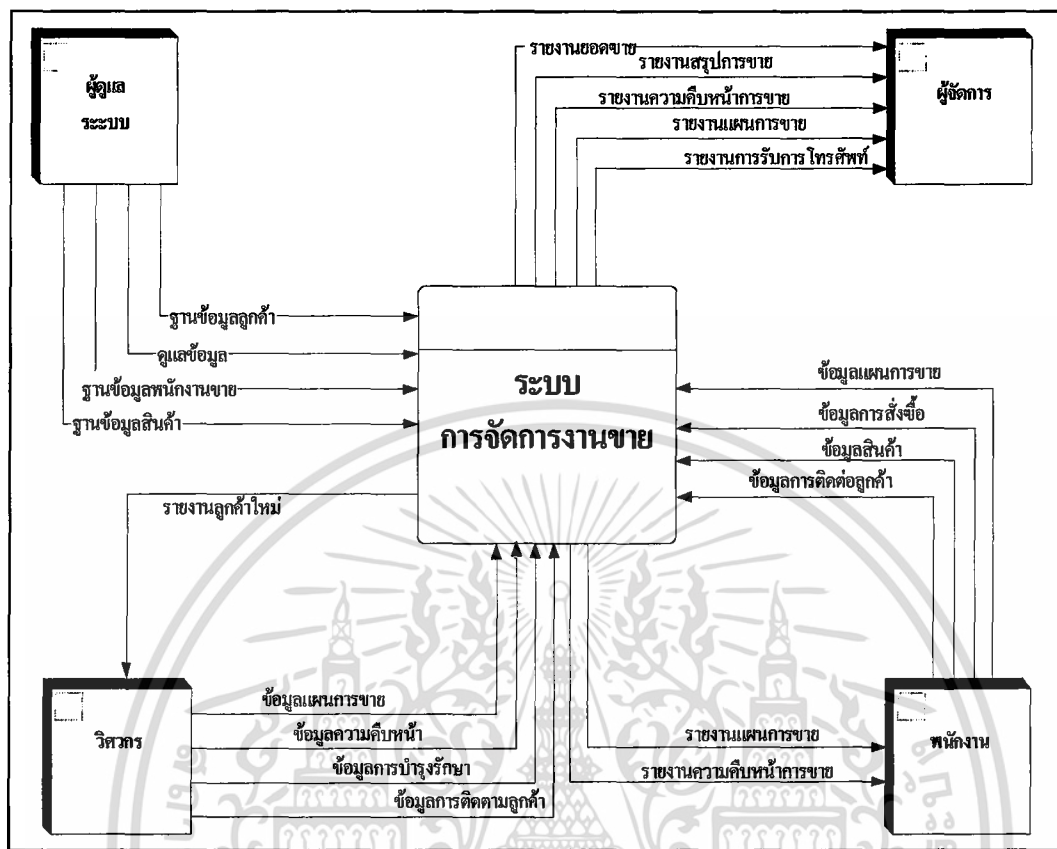 ผู้ดูแล
ระะบบ
รายงานยอดขาย
รายงานสรุปการขาย
รายงานความคืบหน้าการขาย
รายงานแผนการขาย
รายงานการรับการโทรศัพท์
ผู้จัดการ
ฐานข้อมูลลูกค้า
ดูแลข้อมูล
ฐานข้อมูลพนักงานขาย
ฐานข้อมูลสินค้า
ระบบ
การจัดการงานขาย
ข้อมูลแผนการขาย
ข้อมูลการสั่งซื้อ
ข้อมูลสินค้า
ข้อมูลการติดต่อลูกค้า
รายงานลูกค้าใหม่
วิศวกร
ข้อมูลแผนการขาย
ข้อมูลความคืบหน้า
ข้อมูลการบำรุงรักษา
ข้อมูลการติดตามลูกค้า
รายงานแผนการขาย
รายงานความคืบหน้าการขาย
พนักงาน